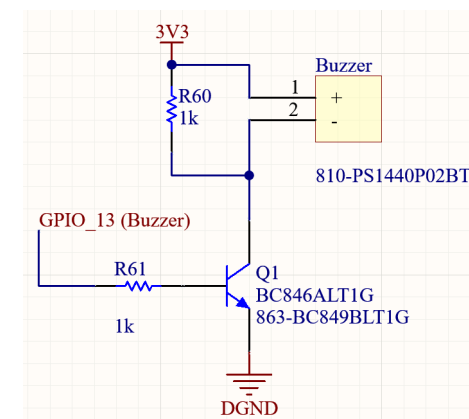 3V3
Buzzer
1
+
R60
2
-
1k
810-PS1440P02BT
GPIO_13 (Buzzer)
R61
Q1
BC846ALT1G
863-BC849BLT1G
1k
DGND